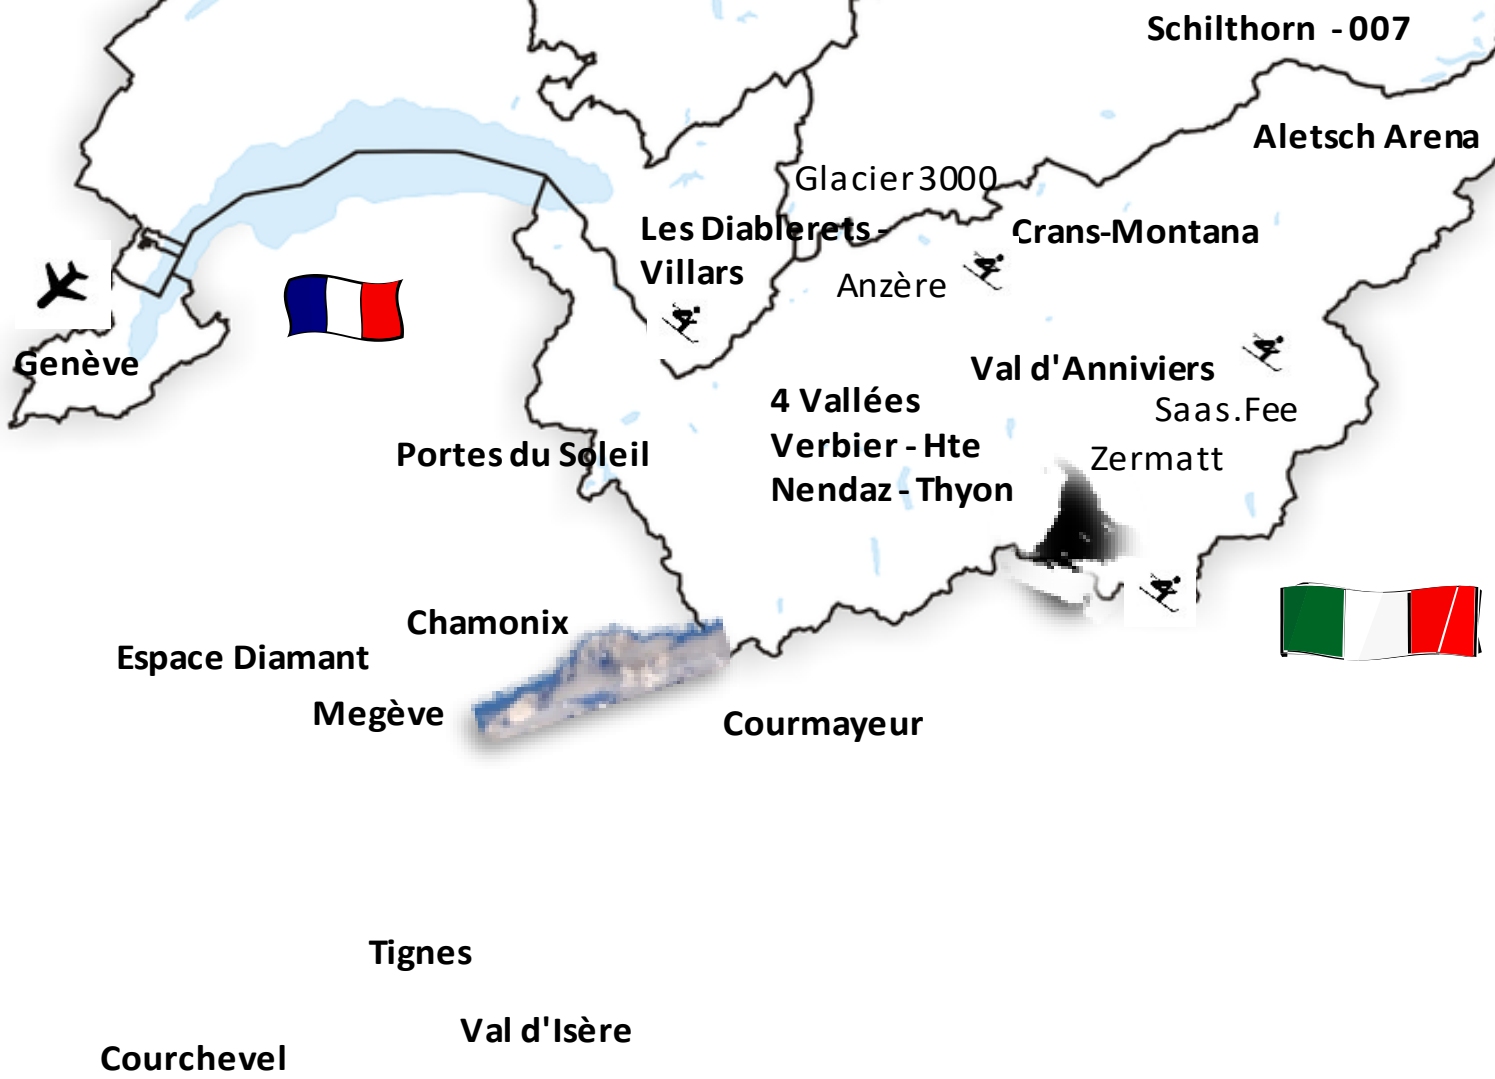 Schilthorn - 007
Aletsch Arena
Glacier 3000
Les Diablerets -
Villars
Crans-Montana
Anzère
Genève
Val d'Anniviers
4 Vallées
Verbier - Hte
Nendaz - Thyon
Saas.Fee
Portes du Soleil
Zermatt
Chamonix
Espace Diamant
Megève
Courmayeur
Tignes
Val d'Isère
Courchevel